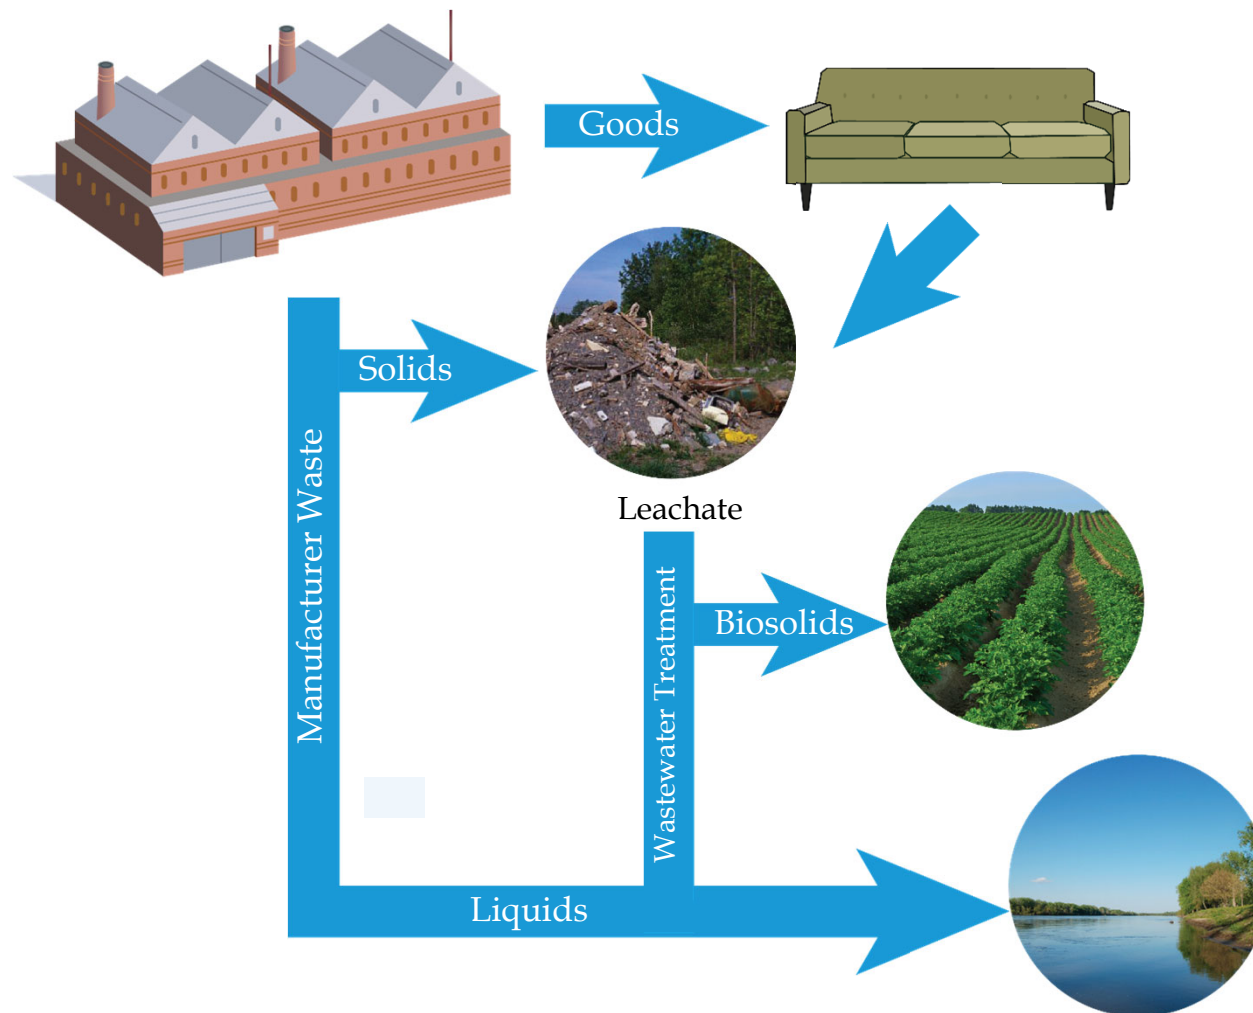 Goods
Solids
Manufacturer Waste
Leachate
Biosolids
Wastewater Treatment
Liquids